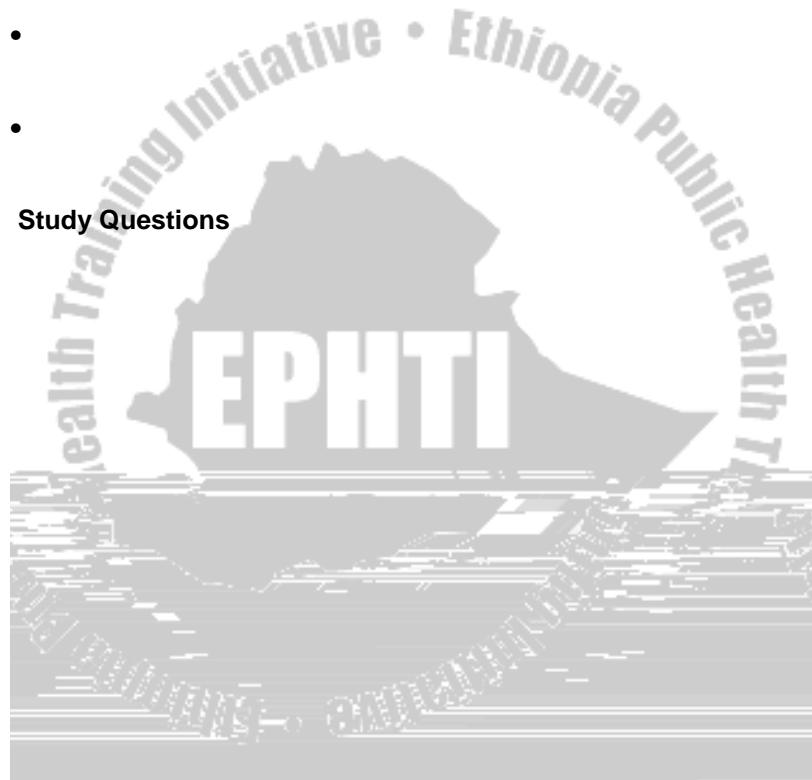 •
•
Study Questions
Health Training Initiative • Ethiopia Public Health T
EPHTI